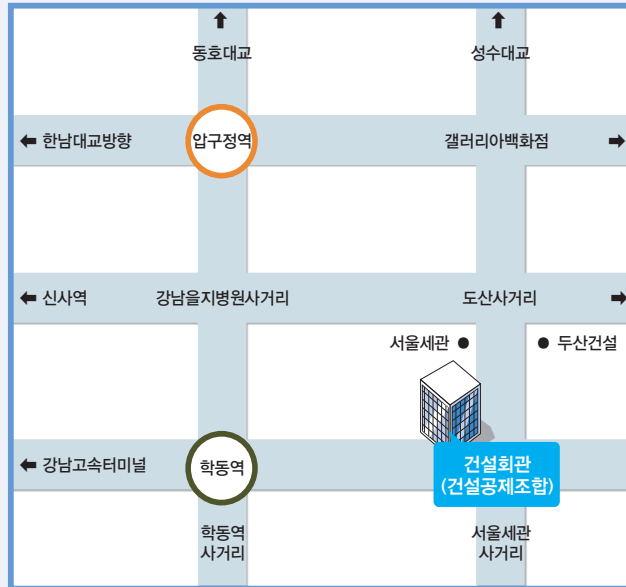 동호대교
성수대교
한남대교방향
압구정역
갤러리아백화점
신사역
강남을지병원사거리
도산사거리
서울세관
두산건설
강남고속터미널
학동역
건설회관
(건설공제조합)
학동역
사거리
서울세관
사거리